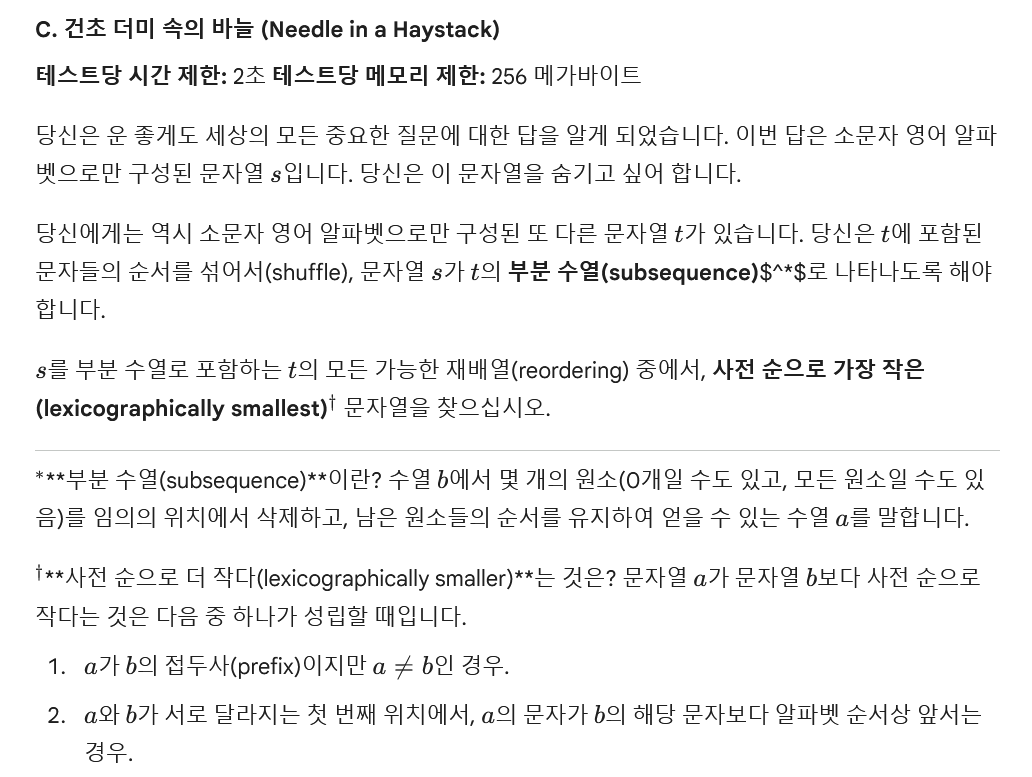 C. 건초 더미 속의 바늘 (Needle in a Haystack)
테스트당 시간 제한: 2초 테스트당 메모리 제한: 256 메가바이트
당신은 운 좋게도 세상의 모든 중요한 질문에 대한 답을 알게 되었습니다. 이번 답은 소문자 영어 알파
벳으로만 구성된 문자열 s입니다. 당신은 이 문자열을 숨기고 싶어 합니다.
당신에게는 역시 소문자 영어 알파벳으로만 구성된 또 다른 문자열 t가 있습니다. 당신은 t에 포함된
문자들의 순서를 섞어서(shuffle), 문자열 s가 t의 부분 수열(subsequence)$^*$로 나타나도록 해야
합니다.
s를 부분 수열로 포함하는 t의 모든 가능한 재배열(reordering) 중에서, 사전 순으로 가장 작은
(lexicographically smallest)† 문자열을 찾으십시오.
***부분 수열(subsequence)**이란? 수열 b에서 몇 개의 원소(0개일 수도 있고, 모든 원소일 수도 있
음)를 임의의 위치에서 삭제하고, 남은 원소들의 순서를 유지하여 얻을 수 있는 수열 a를 말합니다.
†**사전 순으로 더 작다(lexicographically smaller)**는 것은? 문자열 a가 문자열 b보다 사전 순으로
작다는 것은 다음 중 하나가 성립할 때입니다.
1. a가 b의 접두사(prefix)이지만 a ≠ b인 경우.
2. a와 b가 서로 달라지는 첫 번째 위치에서, a의 문자가 b의 해당 문자보다 알파벳 순서상 앞서는
경우.